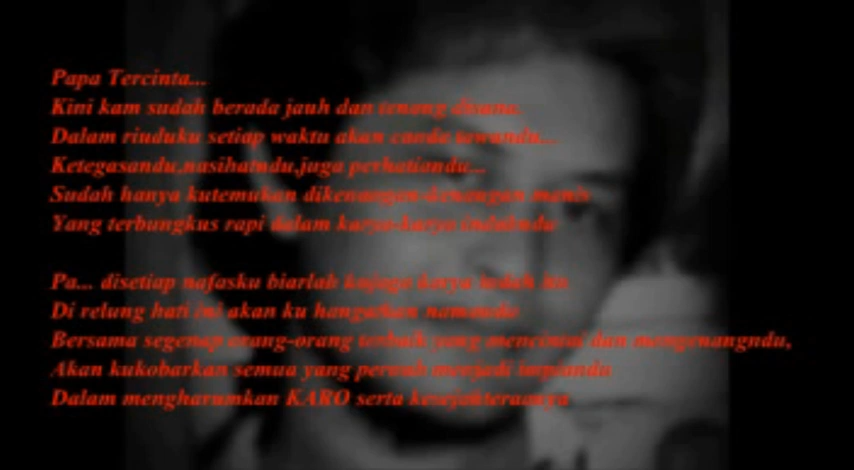 Papa Tercinta...
Kini kam sudah berada jauh dan tenang disana.
Dalam riuduku setiap waktu akan canda tawandu...
Ketegasandu,nasihatndu,juga perhatiandu...
Sudah hanya kutemukan dikenangan-kenangan manis
Yang terbungkus rapi dalam karya-karya indahndu
Pa... disetiap nafasku biarlah kujaga karya indah
Di relung hati ini akan ku hangatkan namandu
Bersama segenap orang-orang terbaik yang mencintai dan mengenangndu,
Akan kukobarkan semua yang pernah menjadi impiandu
Dalam mengharumkan KARO serta kesejahteraanya